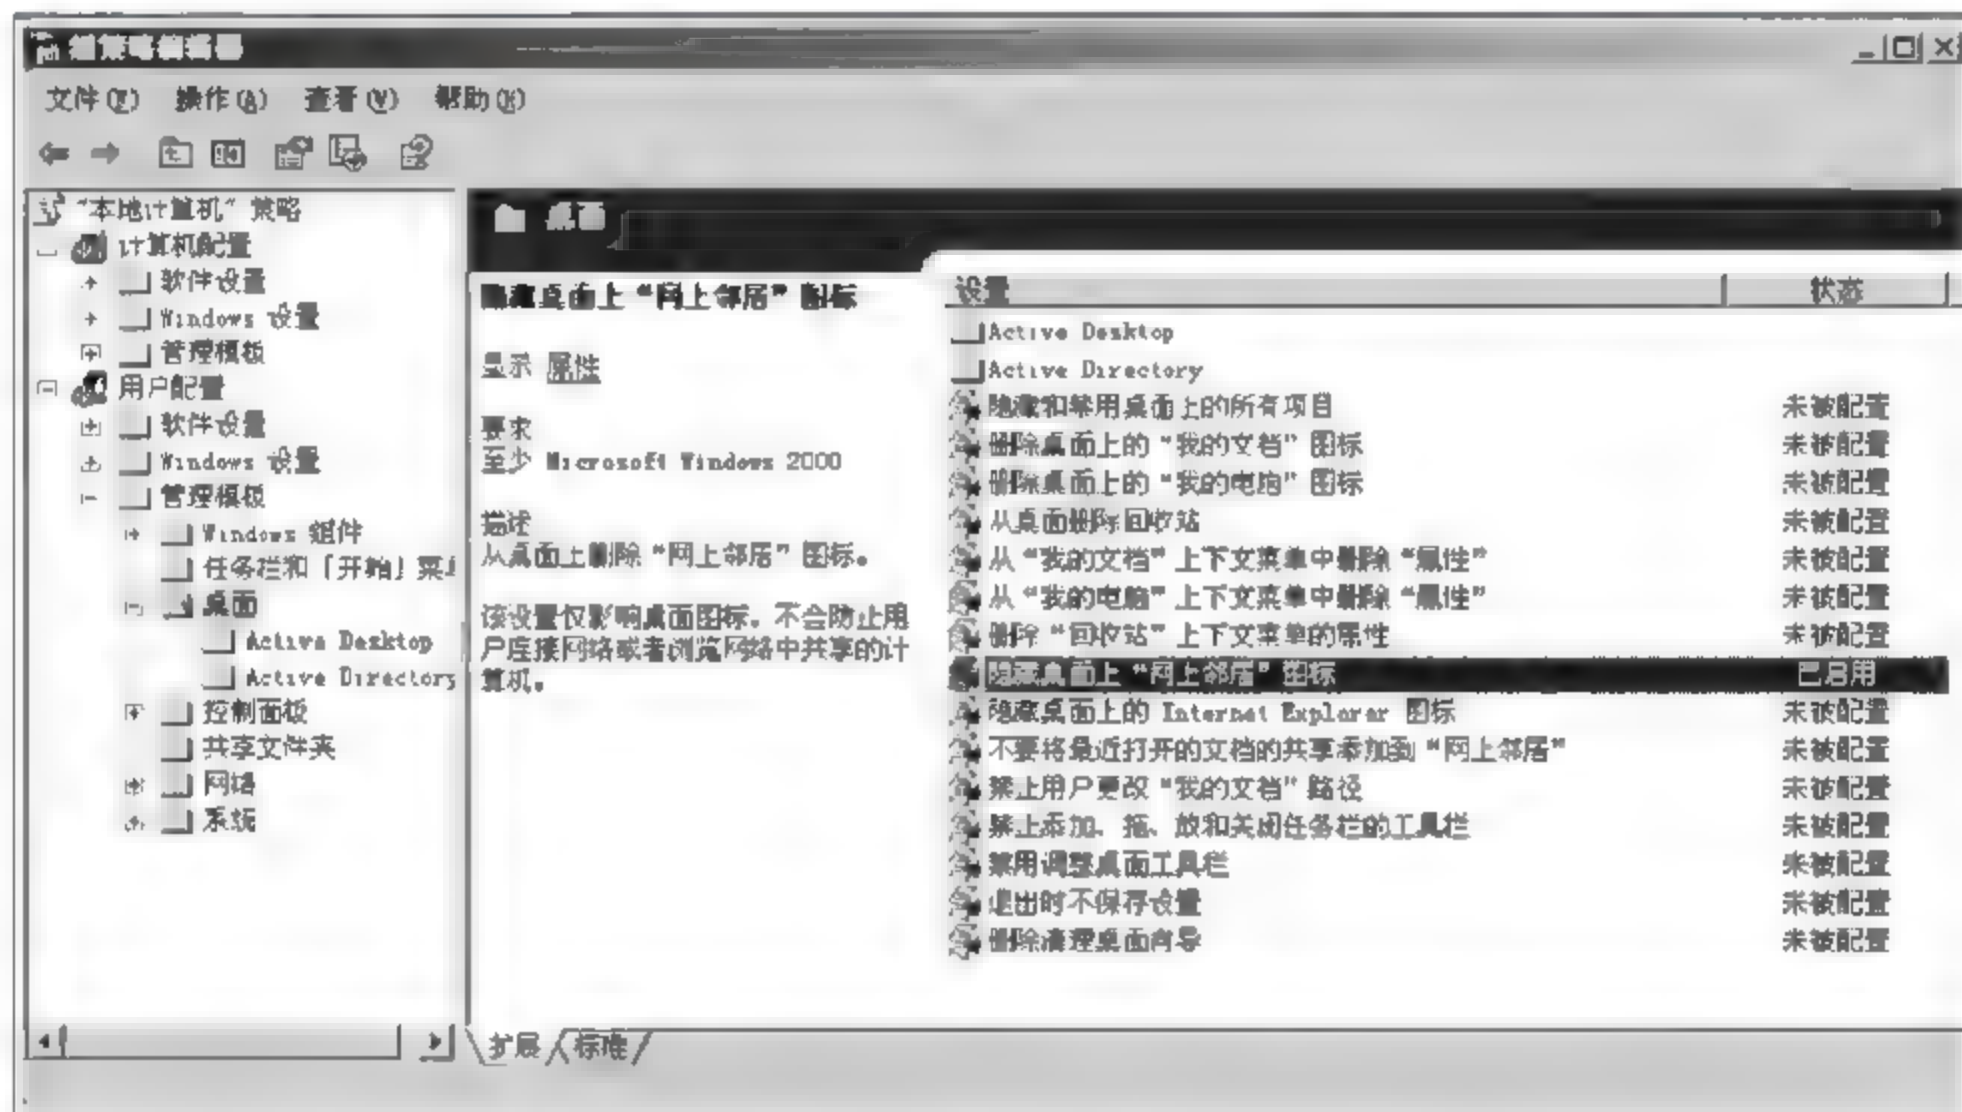 组策略编辑器
文件(F) 操作(A) 查看(V) 帮助(H)
“本地计算机” 策略
计算机配置
软件设置
Windows 设置
管理模板
用户配置
软件设置
Windows 设置
管理模板
Windows 组件
任务栏和「开始」菜
桌面
Active Desktop
Active Directory
控制面板
共享文件夹
网络
系统
桌面
隐藏桌面上“网上邻居”图标
显示 属性
要求
至少 Microsoft Windows 2000
描述
从桌面上删除“网上邻居”图标。
该设置仅影响桌面图标。不会防止用
户连接网络或者浏览网络中共享的计
算机。
设置 状态
Active Desktop
Active Directory
隐藏和禁用桌面上的所有项目 未被配置
删除桌面上的“我的文档”图标 未被配置
删除桌面上的“我的电脑”图标 未被配置
从桌面删除回收站 未被配置
从“我的文档”上下文菜单中删除“属性” 未被配置
从“我的电脑”上下文菜单中删除“属性” 未被配置
删除“回收站”上下文菜单的属性 未被配置
隐藏桌面上“网上邻居”图标 已启用
隐藏桌面上的 Internet Explorer 图标 未被配置
不要将最近打开的文档的共享添加到“网上邻居” 未被配置
禁止用户更改“我的文档”路径 未被配置
禁止添加、拖、放和关闭任务栏的工具栏 未被配置
禁用调整桌面工具栏 未被配置
退出时不保存设置 未被配置
删除清理桌面向导 未被配置
扩展 标准